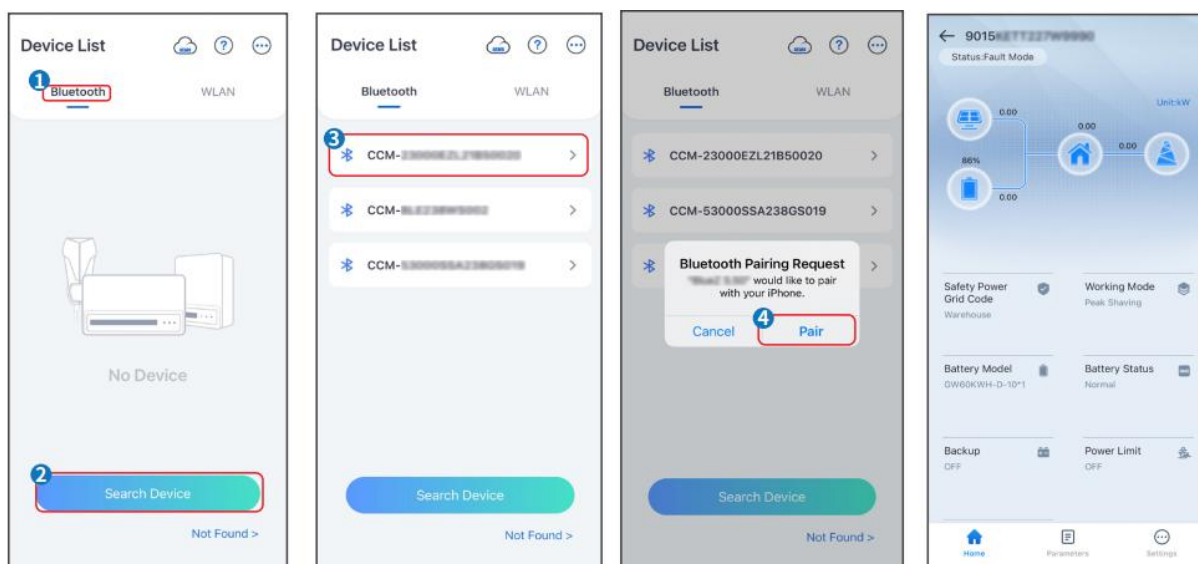 Device List
1
Bluetooth
WLAN
No Device
2
Search Device
Not Found >
Device List
Bluetooth
WLAN
3
CCM-
CCM-
CCM-
Search Device
Not Found >
Device List
Bluetooth
WLAN
CCM-23000EZL21B50020
CCM-53000SSA238GS019
Bluetooth Pairing Request
would like to pair
with your iPhone.
4
Cancel
Pair
Search Device
Not Found >
9015
Status:Fault Mode
Unit:kW
0.00
0.00
0.00
86%
0.00
Safety Power
Grid Code
Warehouse
Working Mode
Peak Shaving
Battery Model
GW60KWH-D-10*1
Battery Status
Normal
Backup
OFF
Power Limit
OFF
Home
Parameters
Settings